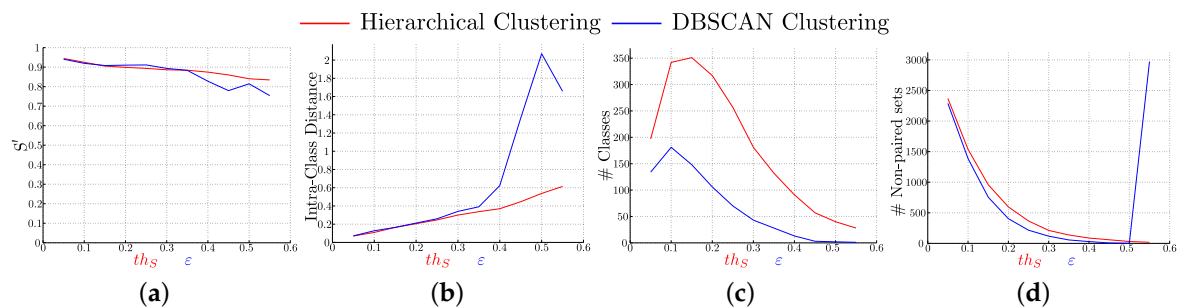 Hierarchical Clustering DBSCAN Clustering
S'
1
0.9
0.8
0.7
0.6
0.5
0.4
0.3
0.2
0.1
0
0.1 0.2 0.3 0.4 0.5 0.6
th_S ε
(a)
Intra-Class Distance
2
1.8
1.6
1.4
1.2
1
0.8
0.6
0.4
0.2
0
0.1 0.2 0.3 0.4 0.5 0.6
th_S ε
(b)
# Classes
350
300
250
200
150
100
50
0
0.1 0.2 0.3 0.4 0.5 0.6
th_S ε
(c)
# Non-paired sets
3000
2500
2000
1500
1000
500
0
0.1 0.2 0.3 0.4 0.5 0.6
th_S ε
(d)